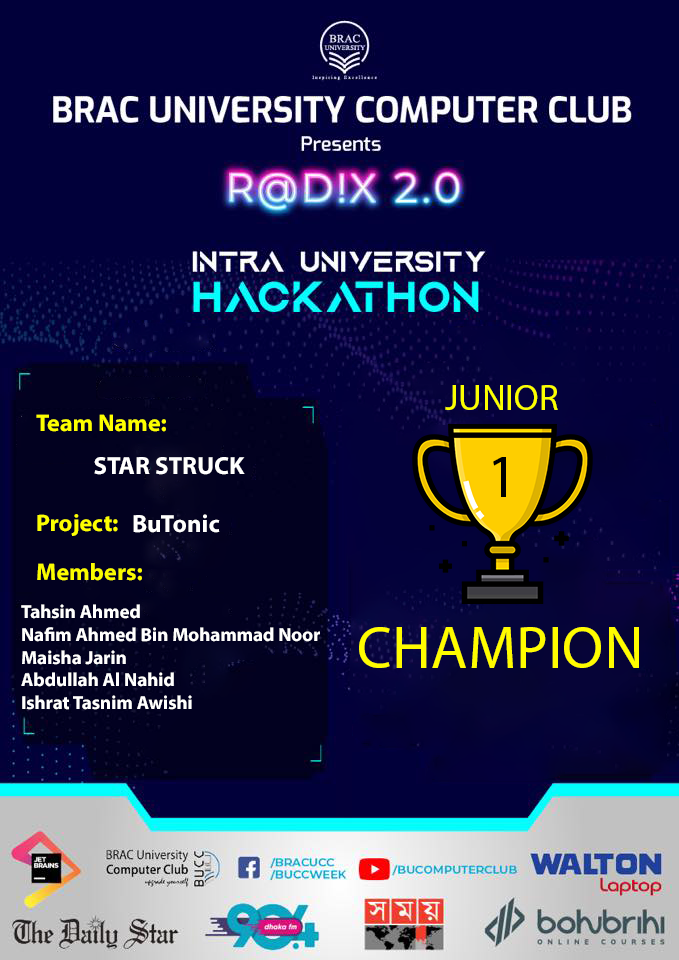 BRAC
UNIVERSITY
Inspiring Excellence
BRAC UNIVERSITY COMPUTER CLUB
Presents
R@D!X 2.0
INTRA UNIVERSITY
HACKATHON
Team Name:
STAR STRUCK
Project: BuTonic
Members:
Tahsin Ahmed
Nafim Ahmed Bin Mohammad Noor
Maisha Jarin
Abdullah Al Nahid
Ishrat Tasnim Awishi
JUNIOR
1
CHAMPION
JET
BRAINS
BRAC University
Computer Club
upgrade yourself
BUCC
/BRACUCC
/BUCCWEEK
/BUCOMPUTERCLUB
WALTON
Laptop
The Daily Star
90.4
dhaka fm
সময়
bohubrihi
ONLINE COURSES